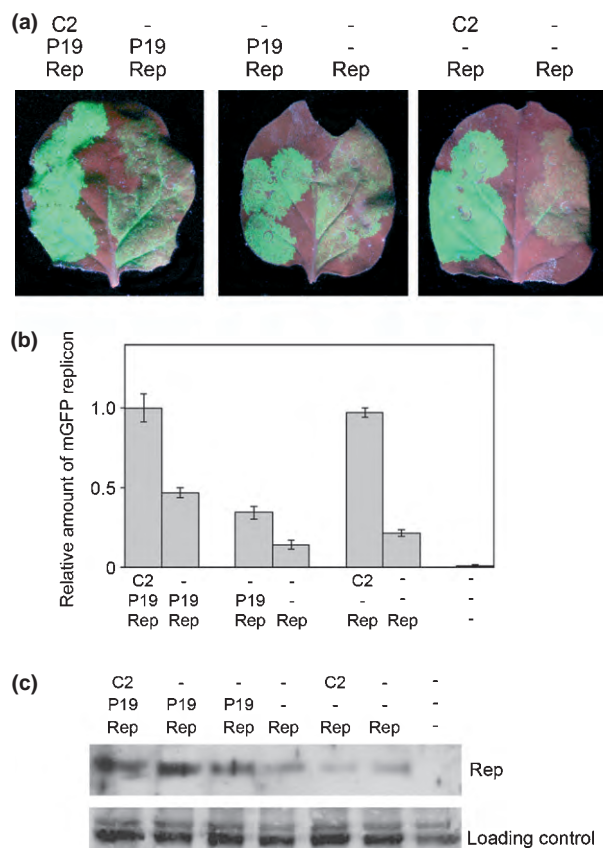 (a)
C2 - - - C2 -
P19 P19 P19 - - -
Rep Rep Rep Rep Rep Rep
(b)
Relative amount of mGFP replicon
1.0
0.5
0
C2 - - - C2 - -
P19 P19 P19 - - - -
Rep Rep Rep Rep Rep Rep -
(c)
C2 - - - C2 - -
P19 P19 P19 - - - -
Rep Rep Rep Rep Rep Rep -
Rep
Loading control